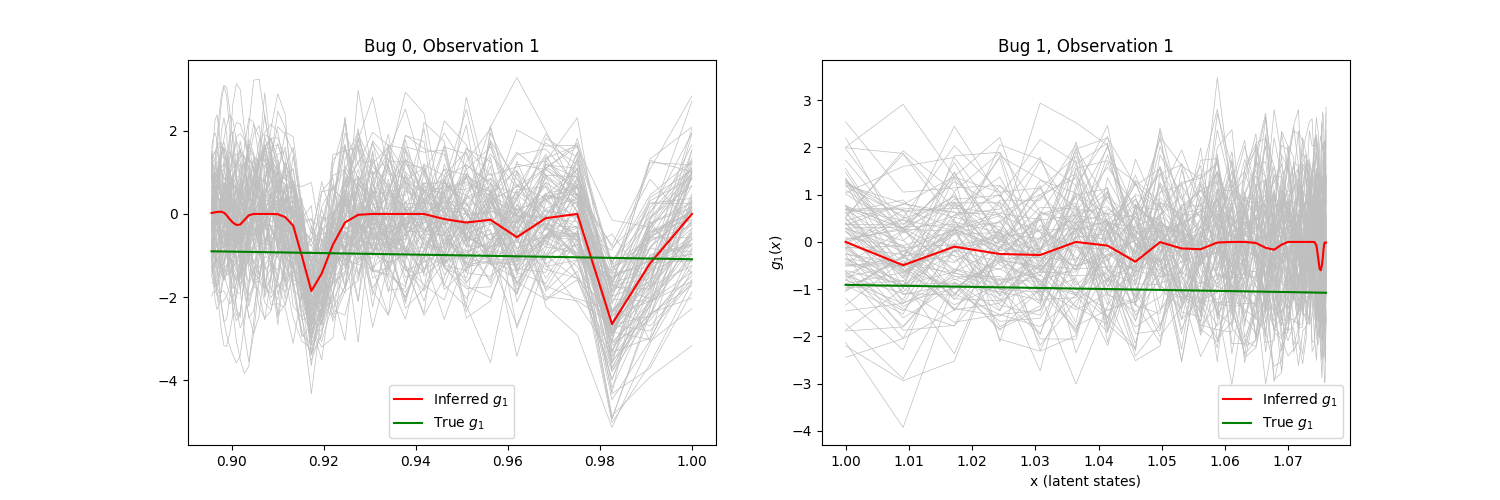 Bug 0, Observation 1
2
0
−2
−4
0.90 0.92 0.94 0.96 0.98 1.00
Inferred g₁
True g₁
Bug 1, Observation 1
g₁(x)
3
2
1
0
−1
−2
−3
−4
1.00 1.01 1.02 1.03 1.04 1.05 1.06 1.07
x (latent states)
Inferred g₁
True g₁